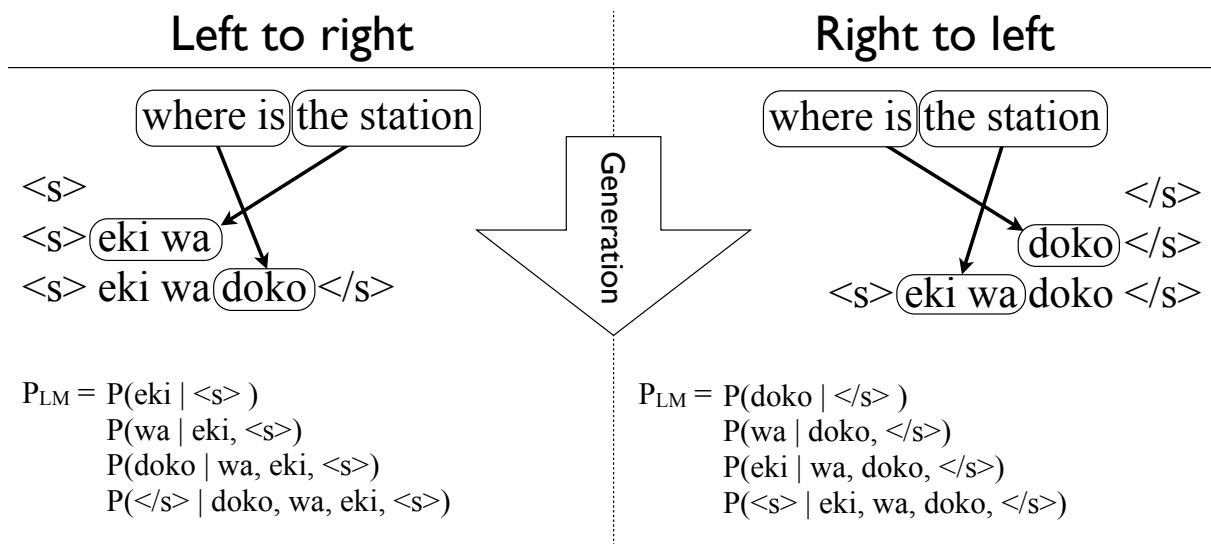 Left to right
where is the station
<s>
<s> eki wa
<s> eki wa doko </s>
P_LM = P(eki | <s> )
P(wa | eki, <s>)
P(doko | wa, eki, <s>)
P(</s> | doko, wa, eki, <s>)
Generation
Right to left
where is the station
</s>
doko </s>
<s> eki wa doko </s>
P_LM = P(doko | </s> )
P(wa | doko, </s>)
P(eki | wa, doko, </s>)
P(<s> | eki, wa, doko, </s>)